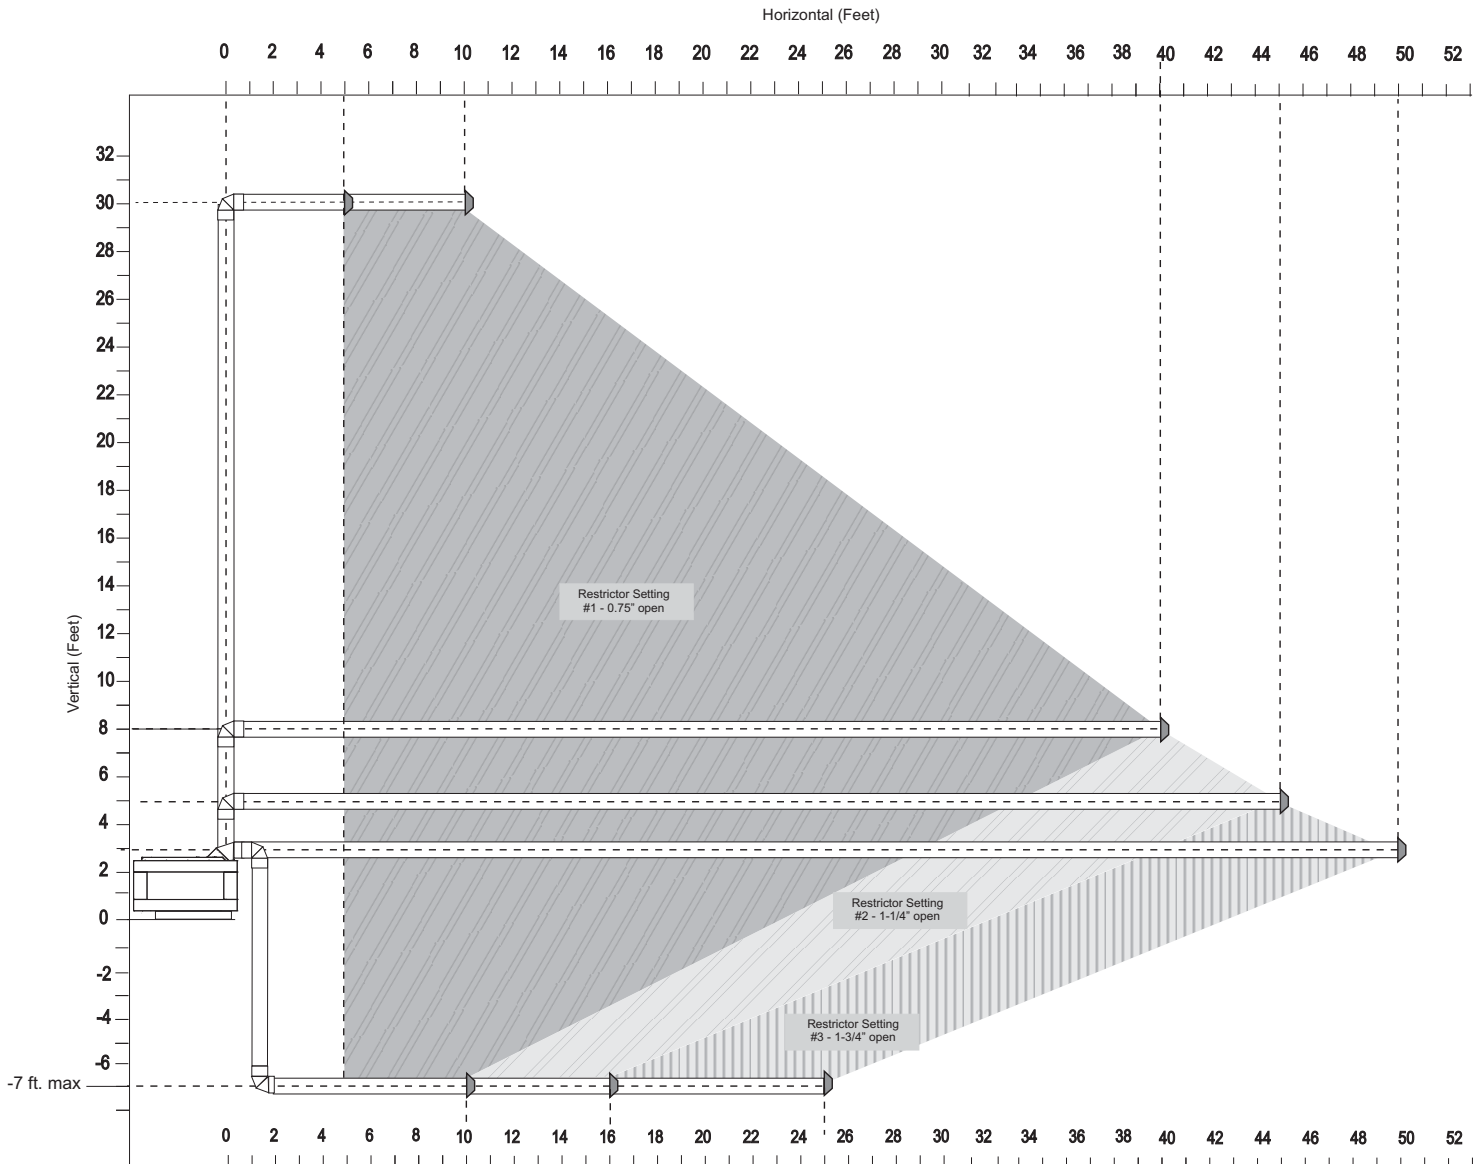 Horizontal (Feet)
0 2 4 6 8 10 12 14 16 18 20 22 24 26 28 30 32 34 36 38 40 42 44 46 48 50 52
32
30
28
26
24
22
20
18
16
14
12
10
8
6
4
2
0
-2
-4
-6
-7 ft. max
Vertical (Feet)
Restrictor Setting
#1 - 0.75" open
Restrictor Setting
#2 - 1-1/4" open
Restrictor Setting
#3 - 1-3/4" open
0 2 4 6 8 10 12 14 16 18 20 22 24 26 28 30 32 34 36 38 40 42 44 46 48 50 52